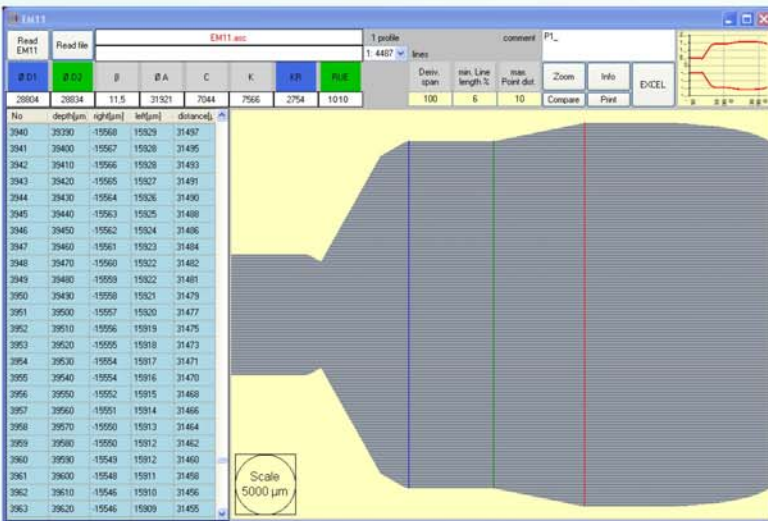 EM11
Read EM11
Read file
EM11.asc
1 profile
comment
P1_
1: 4487
lines
Ø D1
Ø D2
β
Ø A
C
K
KR
RUE
Deriv. span
min. Line length %
max. Point dist.
Zoom
Info
EXCEL
28804
28834
11,5
31921
7044
7566
2754
1010
100
6
10
Compare
Print
No depth[µm] right[µm] left[µm] distance[µ
3940 39390 -15568 15929 31497
3941 39400 -15567 15928 31495
3942 39410 -15566 15928 31493
3943 39420 -15565 15927 31491
3944 39430 -15564 15926 31490
3945 39440 -15563 15925 31488
3946 39450 -15562 15924 31486
3947 39460 -15561 15923 31484
3948 39470 -15560 15922 31482
3949 39480 -15559 15922 31481
3950 39490 -15558 15921 31479
3951 39500 -15557 15920 31477
3952 39510 -15556 15919 31475
3953 39520 -15555 15918 31473
3954 39530 -15554 15917 31471
3955 39540 -15554 15916 31470
3956 39550 -15552 15915 31468
3957 39560 -15551 15914 31466
3958 39570 -15550 15913 31464
3959 39580 -15550 15912 31462
3960 39590 -15549 15912 31460
3961 39600 -15548 15911 31458
3962 39610 -15546 15910 31456
3963 39620 -15546 15909 31455
Scale
5000 µm